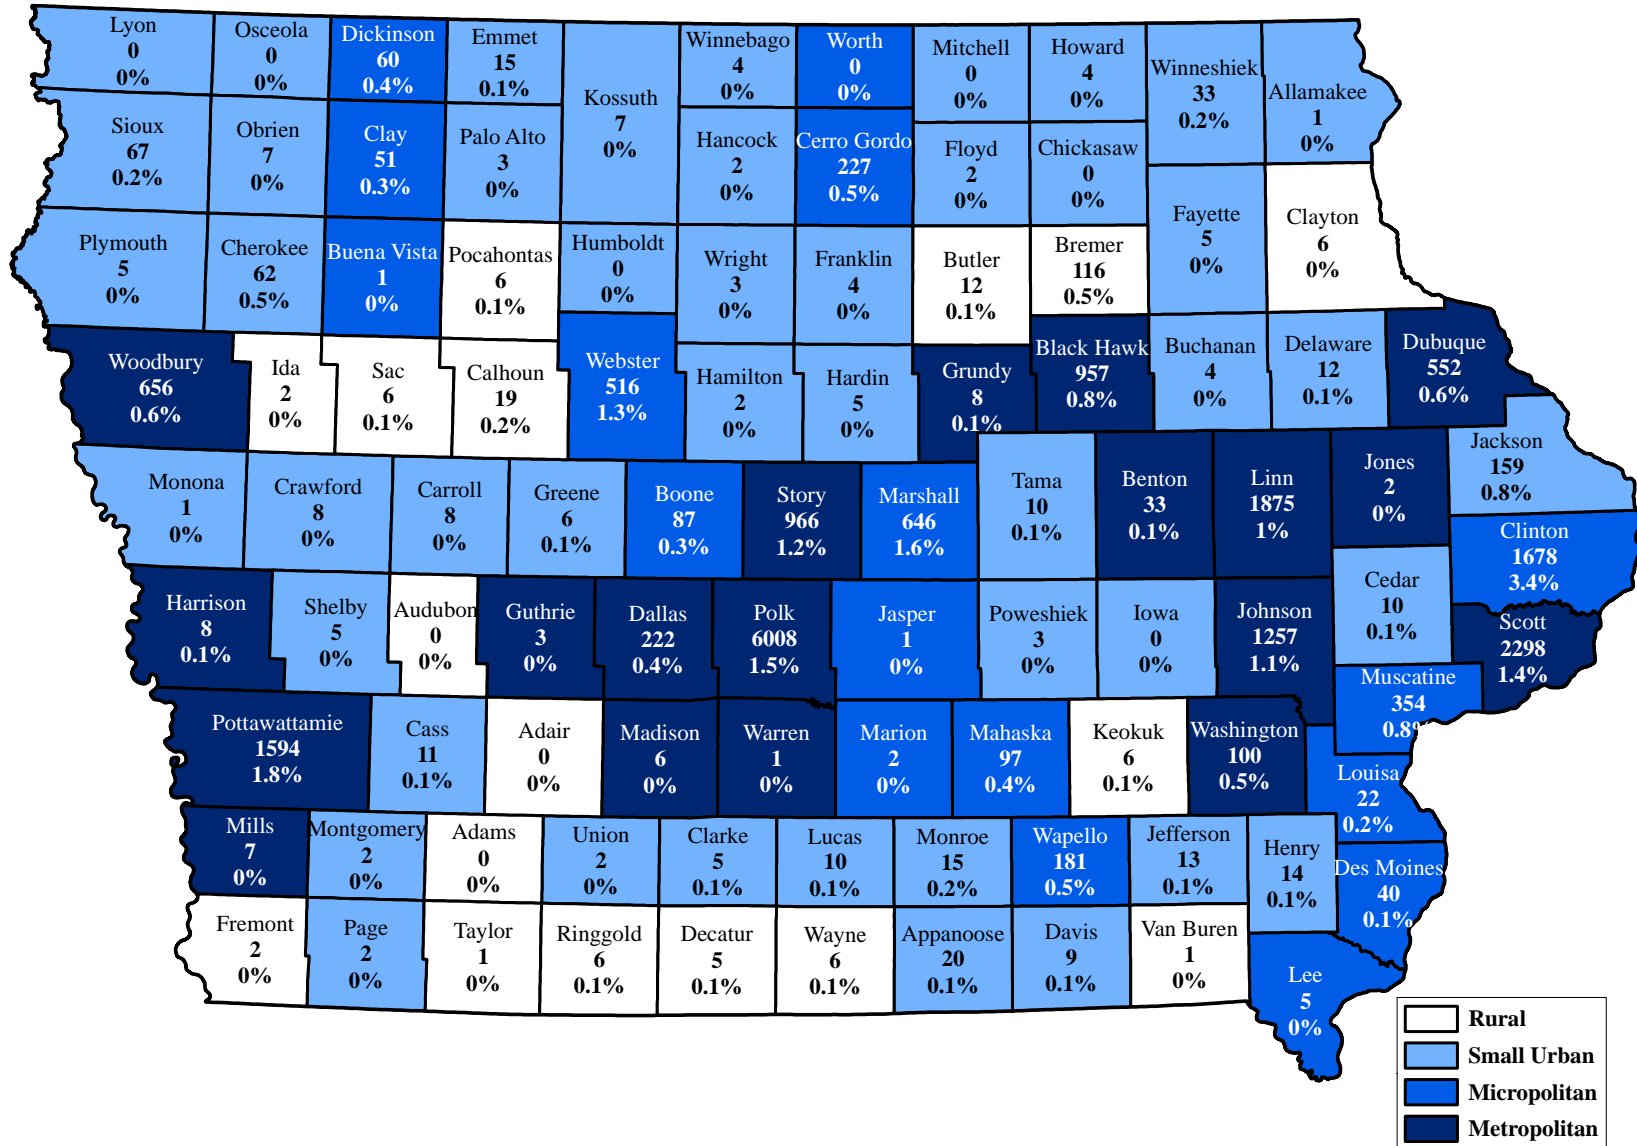 Lyon
0
0%
Osceola
0
0%
Dickinson
60
0.4%
Emmet
15
0.1%
Kossuth
7
0%
Winnebago
4
0%
Worth
0
0%
Mitchell
0
0%
Howard
4
0%
Winneshiek
33
0.2%
Allamakee
1
0%
Sioux
67
0.2%
Obrien
7
0%
Clay
51
0.3%
Palo Alto
3
0%
Hancock
2
0%
Cerro Gordo
227
0.5%
Floyd
2
0%
Chickasaw
0
0%
Fayette
5
0%
Clayton
6
0%
Plymouth
5
0%
Cherokee
62
0.5%
Buena Vista
1
0%
Pocahontas
6
0.1%
Humboldt
0
0%
Wright
3
0%
Franklin
4
0%
Butler
12
0.1%
Bremer
116
0.5%
Woodbury
656
0.6%
Ida
2
0%
Sac
6
0.1%
Calhoun
19
0.2%
Webster
516
1.3%
Hamilton
2
0%
Hardin
5
0%
Grundy
8
0.1%
Black Hawk
957
0.8%
Buchanan
4
0%
Delaware
12
0.1%
Dubuque
552
0.6%
Monona
1
0%
Crawford
8
0%
Carroll
8
0%
Greene
6
0.1%
Boone
87
0.3%
Story
966
1.2%
Marshall
646
1.6%
Tama
10
0.1%
Benton
33
0.1%
Linn
1875
1%
Jones
2
0%
Jackson
159
0.8%
Clinton
1678
3.4%
Harrison
8
0.1%
Shelby
5
0%
Audubon
0
0%
Guthrie
3
0%
Dallas
222
0.4%
Polk
6008
1.5%
Jasper
1
0%
Poweshiek
3
0%
Iowa
0
0%
Johnson
1257
1.1%
Cedar
10
0.1%
Scott
2298
1.4%
Muscatine
354
0.8%
Pottawattamie
1594
1.8%
Cass
11
0.1%
Adair
0
0%
Madison
6
0%
Warren
1
0%
Marion
2
0%
Mahaska
97
0.4%
Keokuk
6
0.1%
Washington
100
0.5%
Louisa
22
0.2%
Mills
7
0%
Montgomery
2
0%
Adams
0
0%
Union
2
0%
Clarke
5
0.1%
Lucas
10
0.1%
Monroe
15
0.2%
Wapello
181
0.5%
Jefferson
13
0.1%
Henry
14
0.1%
Des Moines
40
0.1%
Fremont
2
0%
Page
2
0%
Taylor
1
0%
Ringgold
6
0.1%
Decatur
5
0.1%
Wayne
6
0.1%
Appanoose
20
0.1%
Davis
9
0.1%
Van Buren
1
0%
Lee
5
0%
Rural
Small Urban
Micropolitan
Metropolitan